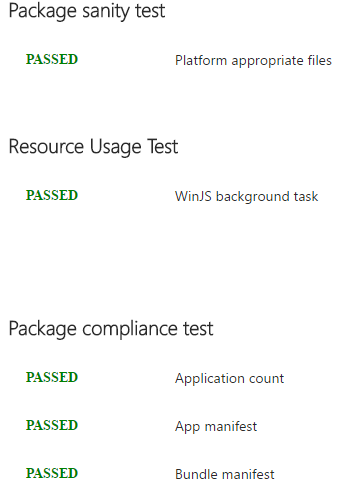 Package sanity test
PASSED Platform appropriate files
Resource Usage Test
PASSED WinJS background task
Package compliance test
PASSED Application count
PASSED App manifest
PASSED Bundle manifest